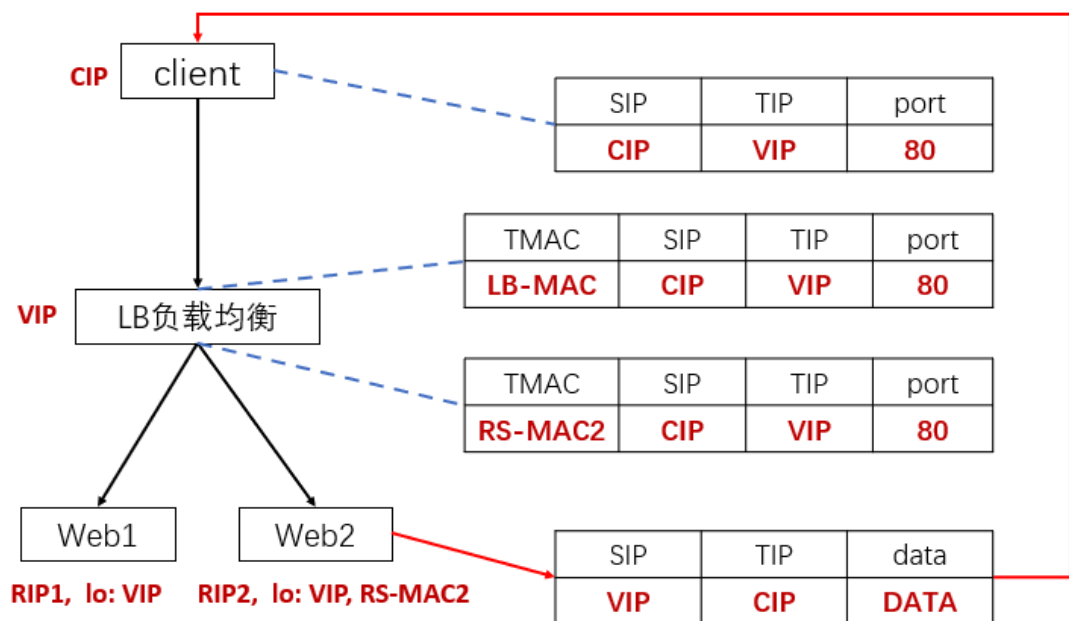 client
CIP
SIP TIP port
CIP VIP 80
TMAC SIP TIP port
LB-MAC CIP VIP 80
VIP
LB负载均衡
TMAC SIP TIP port
RS-MAC2 CIP VIP 80
Web1
Web2
RIP1, lo: VIP
RIP2, lo: VIP, RS-MAC2
SIP TIP data
VIP CIP DATA